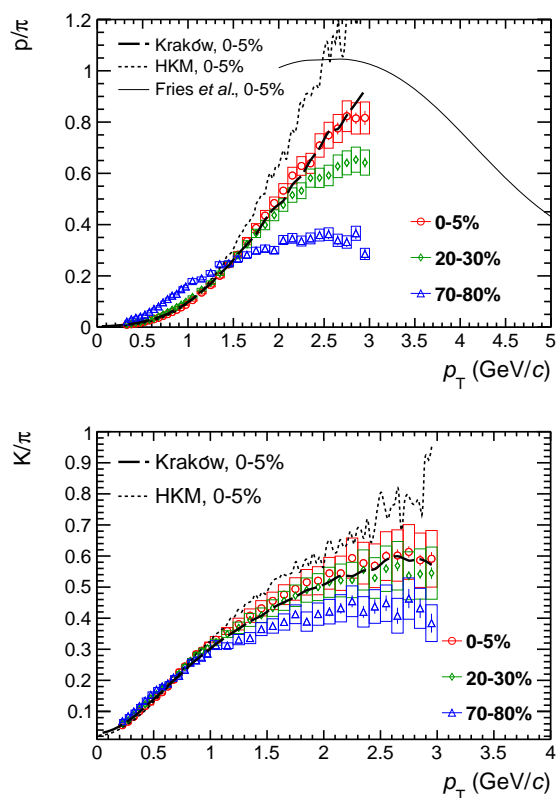 p/π
1.2
1
0.8
0.6
0.4
0.2
0
Kraków, 0-5%
HKM, 0-5%
Fries et al., 0-5%
0-5%
20-30%
70-80%
0 0.5 1 1.5 2 2.5 3 3.5 4 4.5 5
p_T (GeV/c)
K/π
1
0.9
0.8
0.7
0.6
0.5
0.4
0.3
0.2
0.1
Kraków, 0-5%
HKM, 0-5%
0-5%
20-30%
70-80%
0 0.5 1 1.5 2 2.5 3 3.5 4
p_T (GeV/c)